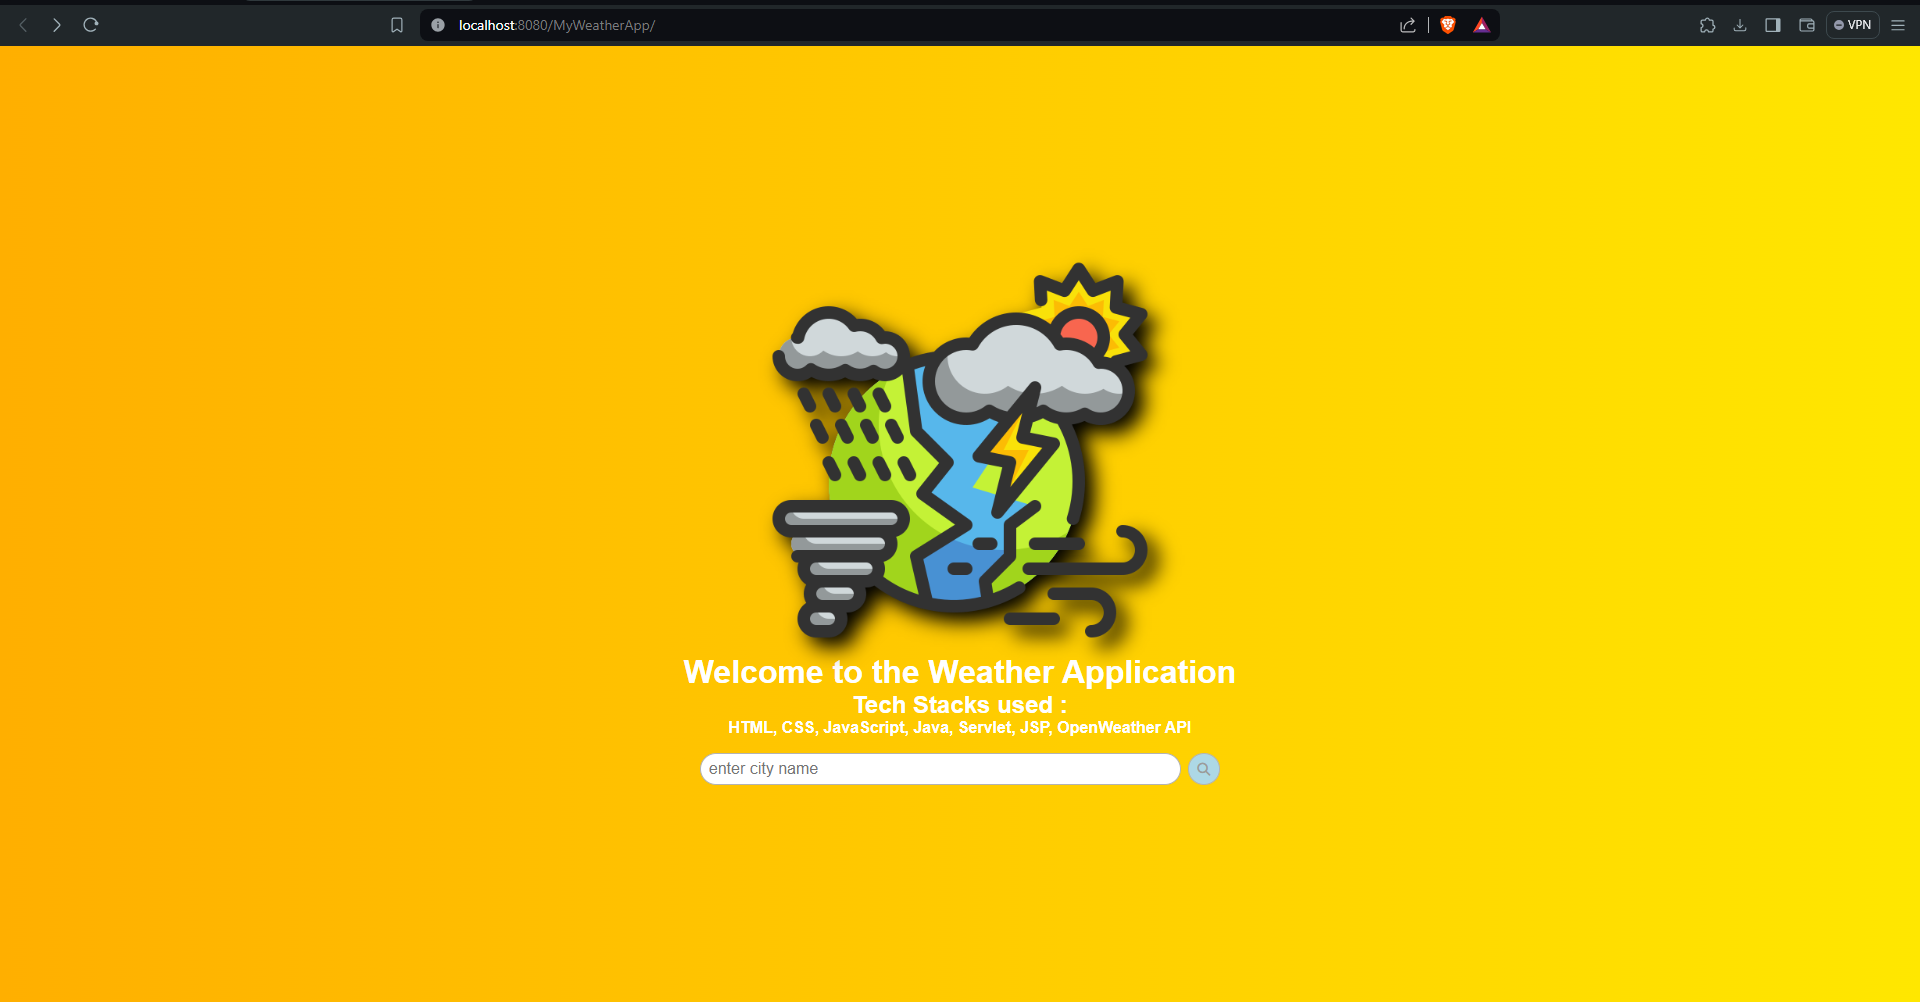 localhost:8080/MyWeatherApp/
VPN
Welcome to the Weather Application
Tech Stacks used :
HTML, CSS, JavaScript, Java, Servlet, JSP, OpenWeather API
enter city name